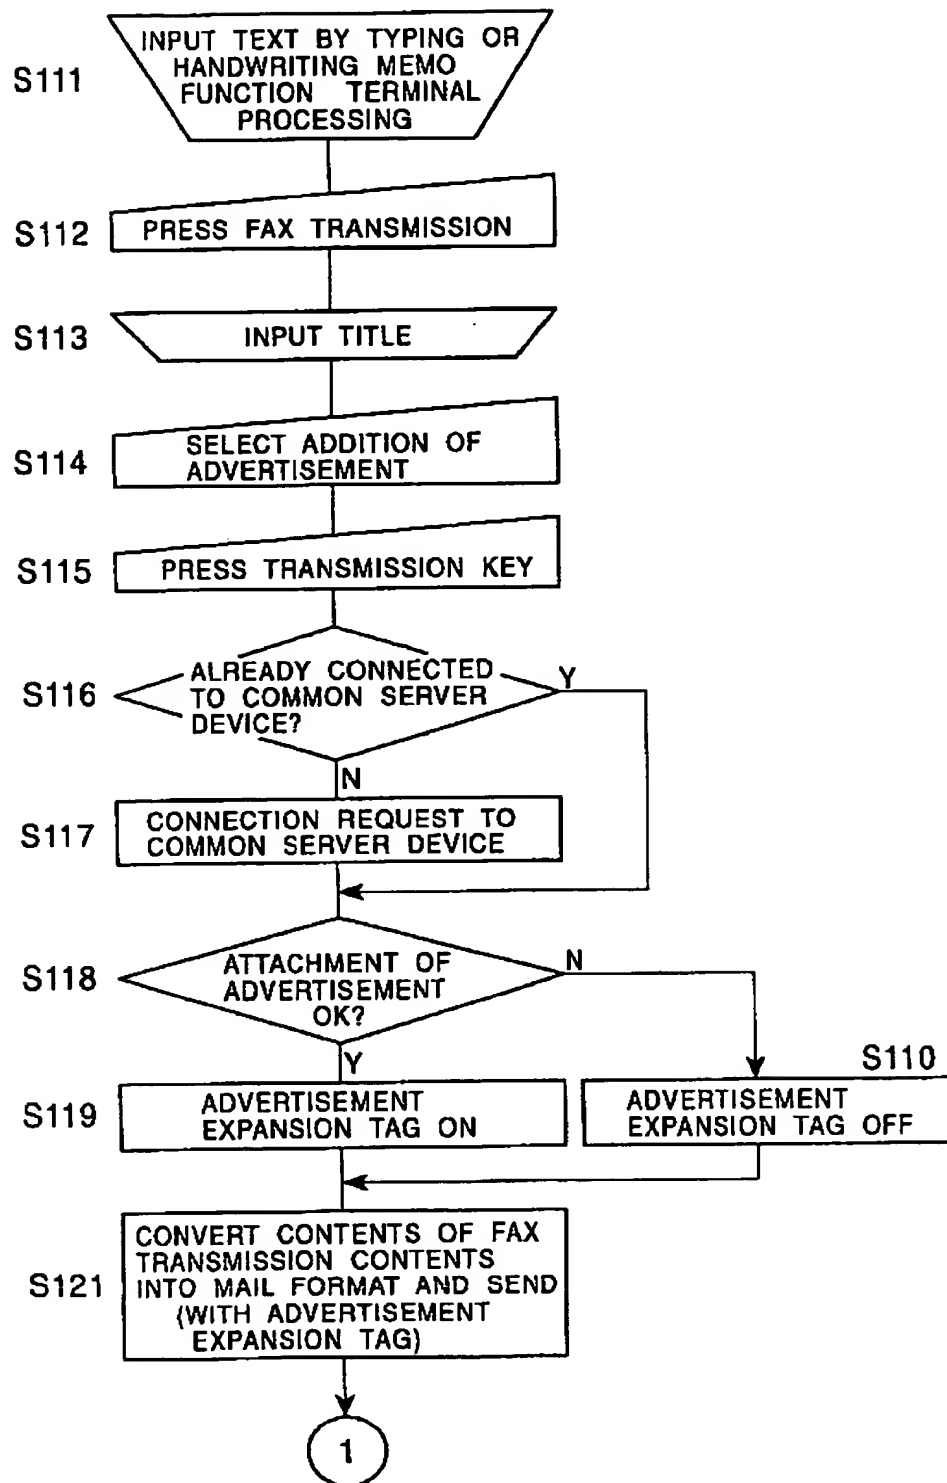 S111
INPUT TEXT BY TYPING OR
HANDWRITING MEMO
FUNCTION TERMINAL
PROCESSING
S112
PRESS FAX TRANSMISSION
S113
INPUT TITLE
S114
SELECT ADDITION OF
ADVERTISEMENT
S115
PRESS TRANSMISSION KEY
S116
ALREADY CONNECTED
TO COMMON SERVER
DEVICE?
Y
N
S117
CONNECTION REQUEST TO
COMMON SERVER DEVICE
S118
ATTACHMENT OF
ADVERTISEMENT
OK?
N
Y
S119
ADVERTISEMENT
EXPANSION TAG ON
S110
ADVERTISEMENT
EXPANSION TAG OFF
S121
CONVERT CONTENTS OF FAX
TRANSMISSION CONTENTS
INTO MAIL FORMAT AND SEND
(WITH ADVERTISEMENT
EXPANSION TAG)
1